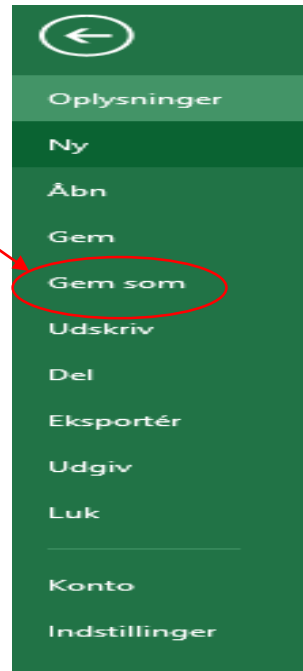 Oplysninger
Ny
Åbn
Gem
Gem som
Udskriv
Del
Eksportér
Udgiv
Luk
Konto
Indstillinger